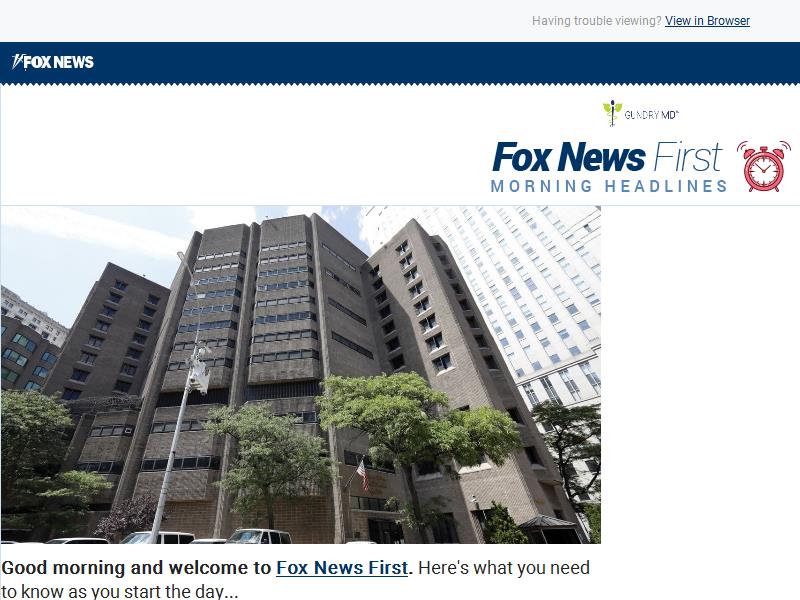 Having trouble viewing? View in Browser
FOX NEWS
GUNDRY MD™
Fox News First
MORNING HEADLINES
Good morning and welcome to Fox News First. Here's what you need
to know as you start the day...